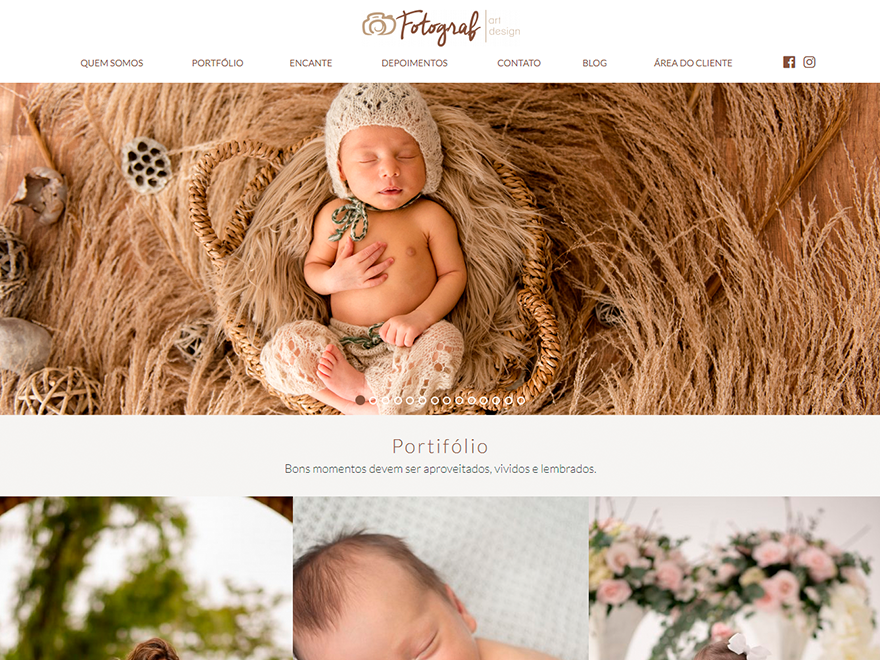 Fotograf
art
design
QUEM SOMOS PORTFÓLIO ENCANTE DEPOIMENTOS CONTATO BLOG ÁREA DO CLIENTE
Portifólio
Bons momentos devem ser aproveitados, vividos e lembrados.